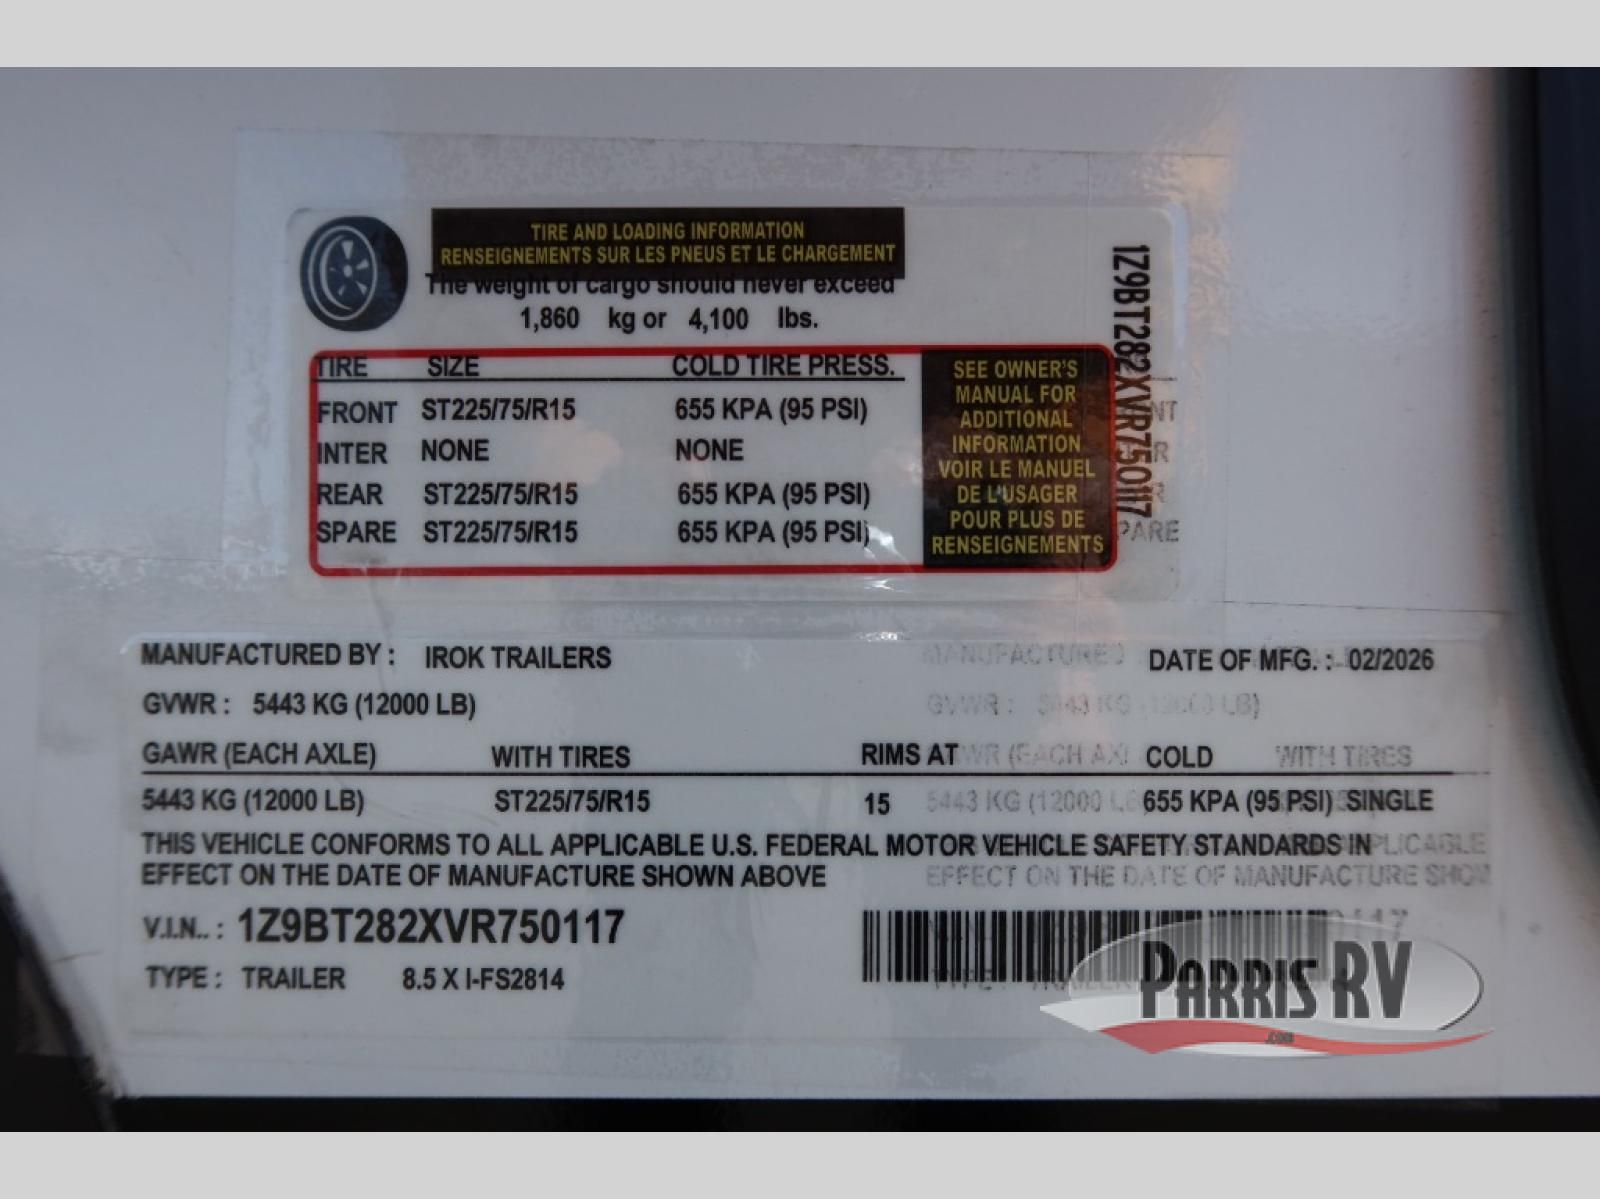 TIRE AND LOADING INFORMATION
RENSEIGNEMENTS SUR LES PNEUS ET LE CHARGEMENT
The weight of cargo should never exceed
1,860 kg or 4,100 lbs.
TIRE SIZE COLD TIRE PRESS.
FRONT ST225/75/R15 655 KPA (95 PSI)
INTER NONE NONE
REAR ST225/75/R15 655 KPA (95 PSI)
SPARE ST225/75/R15 655 KPA (95 PSI)
SEE OWNER'S
MANUAL FOR
ADDITIONAL
INFORMATION
VOIR LE MANUEL
DE L'USAGER
POUR PLUS DE
RENSEIGNEMENTS
1Z9BT282XVR750117
MANUFACTURED BY : IROK TRAILERS DATE OF MFG. : 02/2026
GVWR : 5443 KG (12000 LB)
GAWR (EACH AXLE) WITH TIRES RIMS AT COLD
5443 KG (12000 LB) ST225/75/R15 15 655 KPA (95 PSI) SINGLE
THIS VEHICLE CONFORMS TO ALL APPLICABLE U.S. FEDERAL MOTOR VEHICLE SAFETY STANDARDS IN
EFFECT ON THE DATE OF MANUFACTURE SHOWN ABOVE
V.I.N.. : 1Z9BT282XVR750117
TYPE : TRAILER 8.5 X I-FS2814
PARRIS RV
.COM